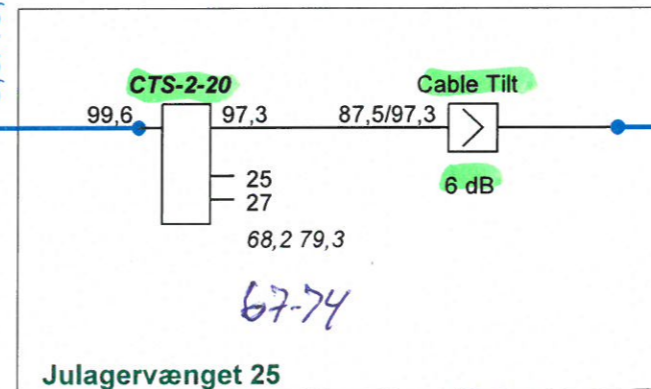 CTS-2-20 Cable Tilt
99,6 97,3 87,5/97,3
25 6 dB
27
68,2 79,3
67-74
Julagervænget 25